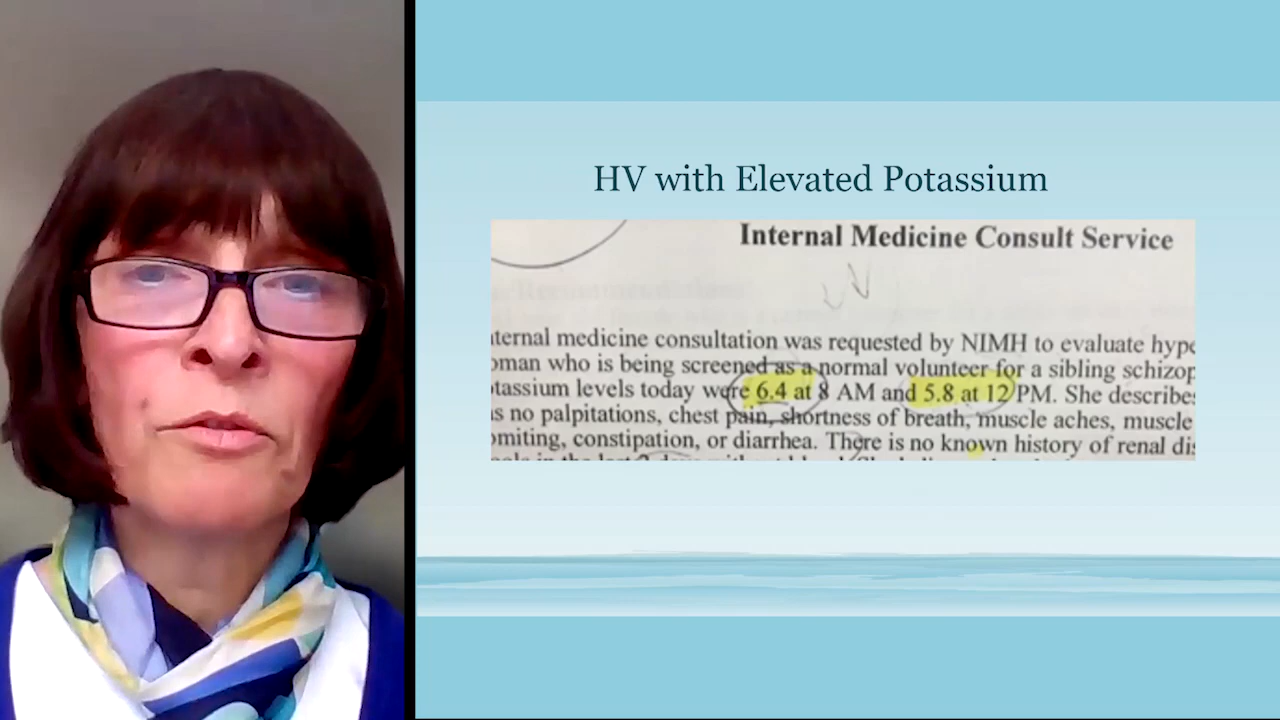 HV with Elevated Potassium
Internal Medicine Consult Service
ternal medicine consultation was requested by NIMH to evaluate hype
oman who is being screened as a normal volunteer for a sibling schizop
tassium levels today were 6.4 at 8 AM and 5.8 at 12 PM. She describes
s no palpitations, chest pain, shortness of breath, muscle aches, muscle
omiting, constipation, or diarrhea. There is no known history of renal dis